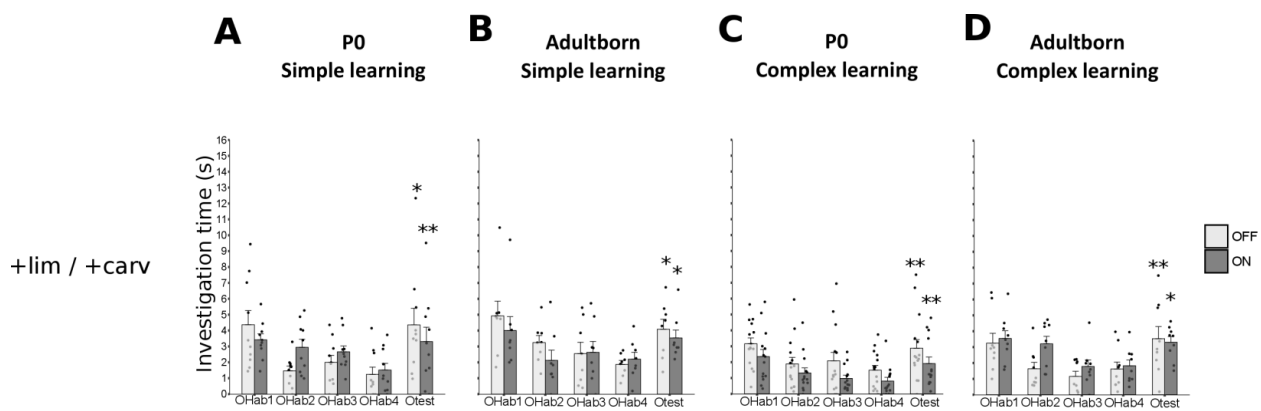 A
P0
Simple learning
B
Adultborn
Simple learning
C
P0
Complex learning
D
Adultborn
Complex learning
+lim / +carv
Investigation time (s)
16
15
14
13
12
11
10
9
8
7
6
5
4
3
2
1
0
*
**
*
*
**
**
**
*
OHab1 OHab2 OHab3 OHab4 Otest
OHab1 OHab2 OHab3 OHab4 Otest
OHab1 OHab2 OHab3 OHab4 Otest
OHab1 OHab2 OHab3 OHab4 Otest
OFF
ON